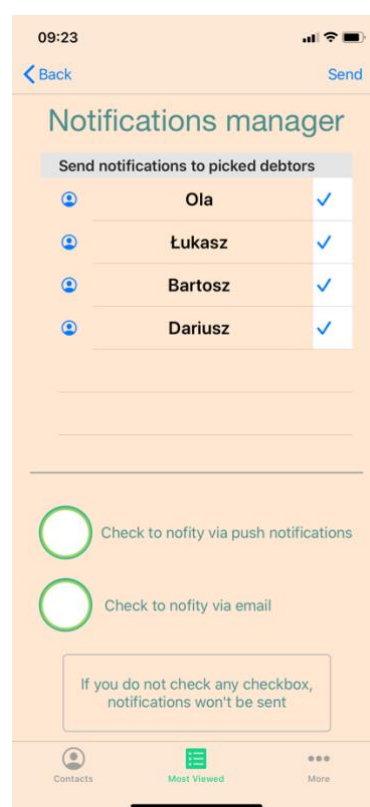 09:23
Back
Send
Notifications manager
Send notifications to picked debtors
Ola
Łukasz
Bartosz
Dariusz
Check to nofity via push notifications
Check to nofity via email
If you do not check any checkbox,
notifications won't be sent
Contacts
Most Viewed
More